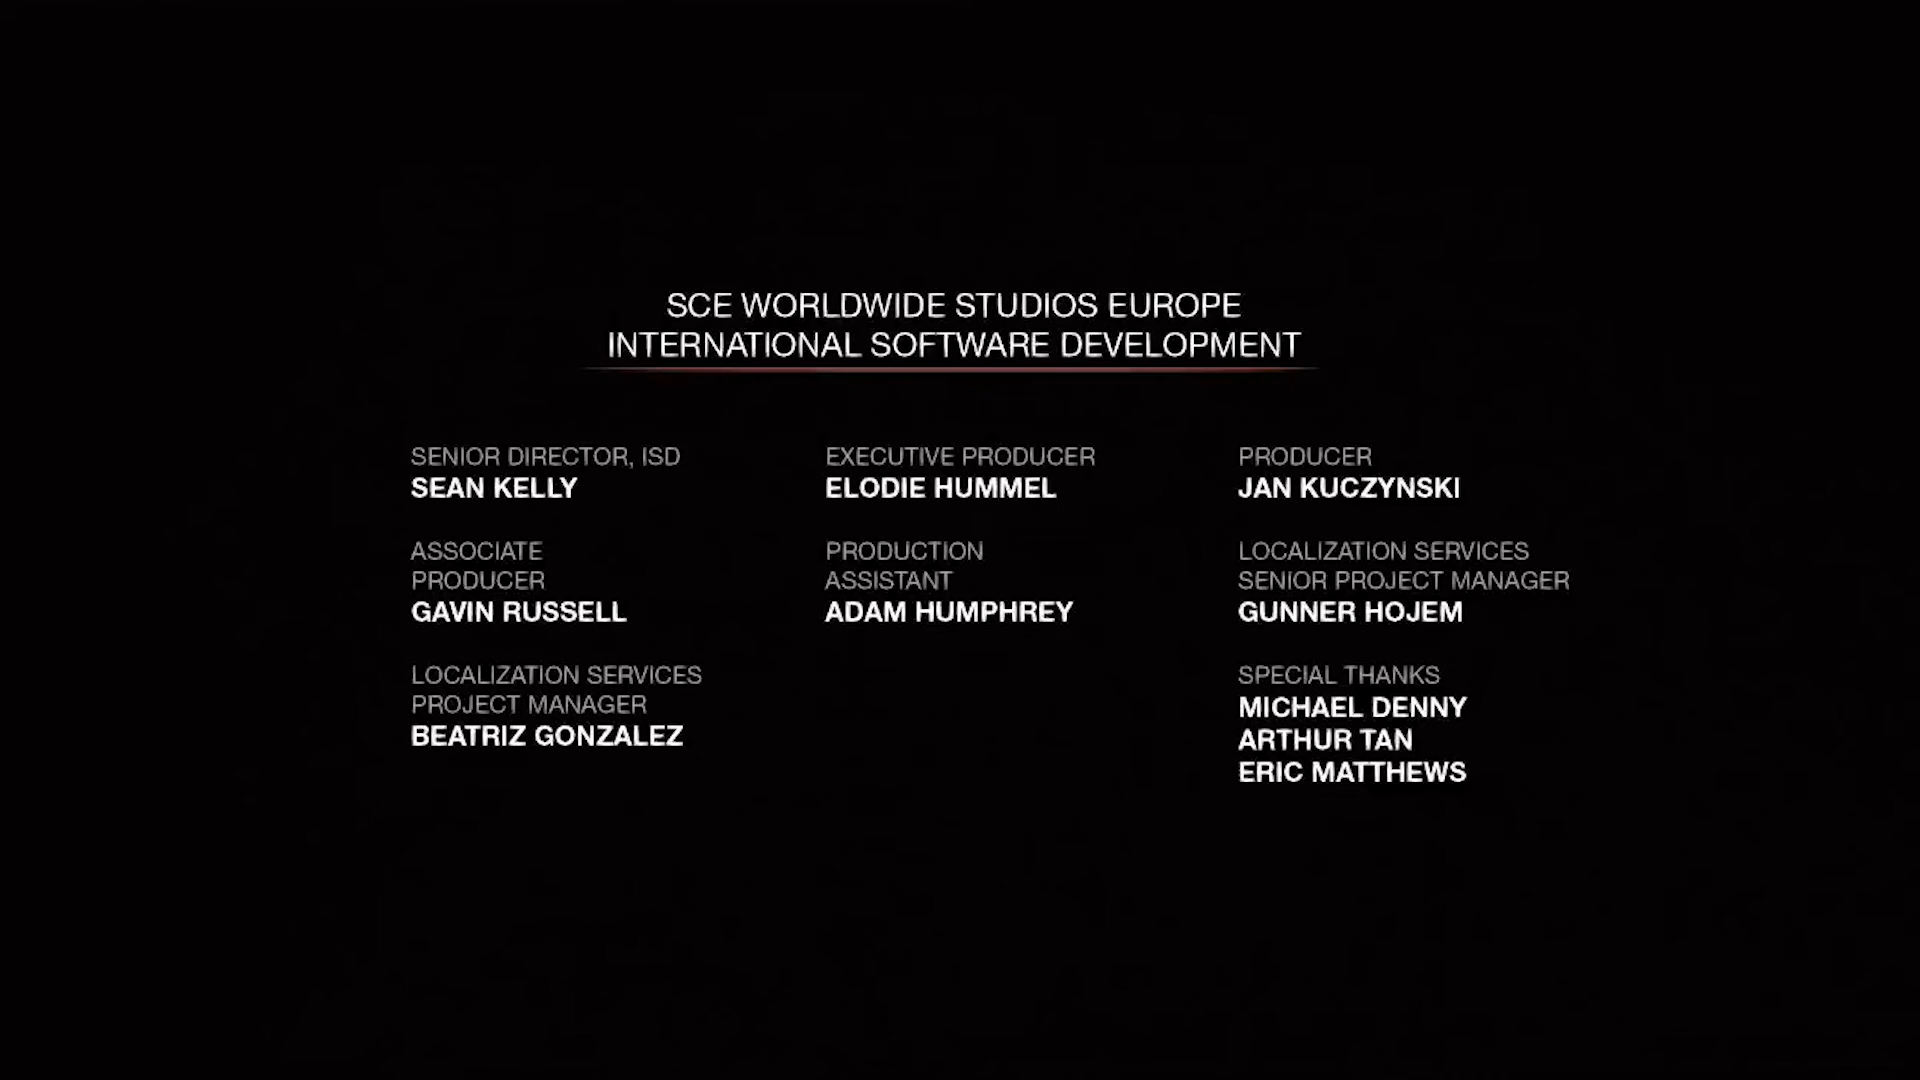 SCE WORLDWIDE STUDIOS EUROPE
INTERNATIONAL SOFTWARE DEVELOPMENT
SENIOR DIRECTOR, ISD
SEAN KELLY
EXECUTIVE PRODUCER
ELODIE HUMMEL
PRODUCER
JAN KUCZYNSKI
ASSOCIATE
PRODUCER
GAVIN RUSSELL
PRODUCTION
ASSISTANT
ADAM HUMPHREY
LOCALIZATION SERVICES
SENIOR PROJECT MANAGER
GUNNER HOJEM
LOCALIZATION SERVICES
PROJECT MANAGER
BEATRIZ GONZALEZ
SPECIAL THANKS
MICHAEL DENNY
ARTHUR TAN
ERIC MATTHEWS